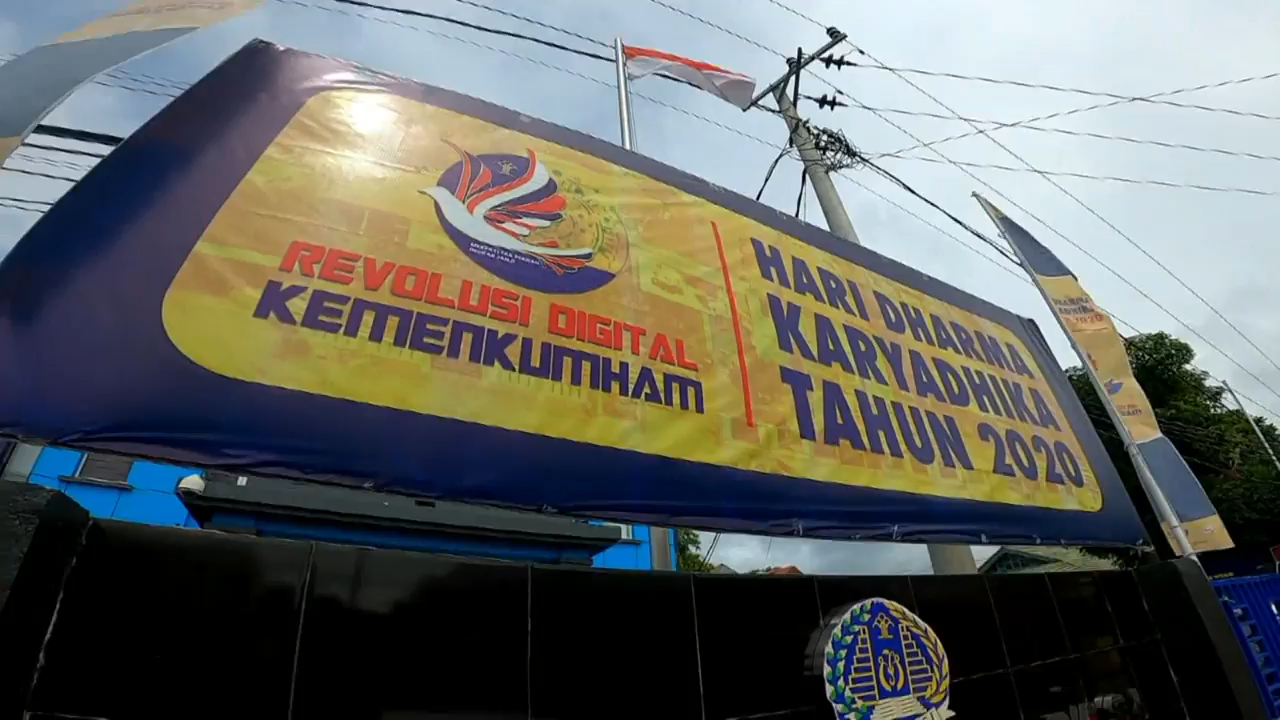 REVOLUSI DIGITAL
KEMENKUMHAM
HARI DHARMA
KARYADHIKA
TAHUN 2020